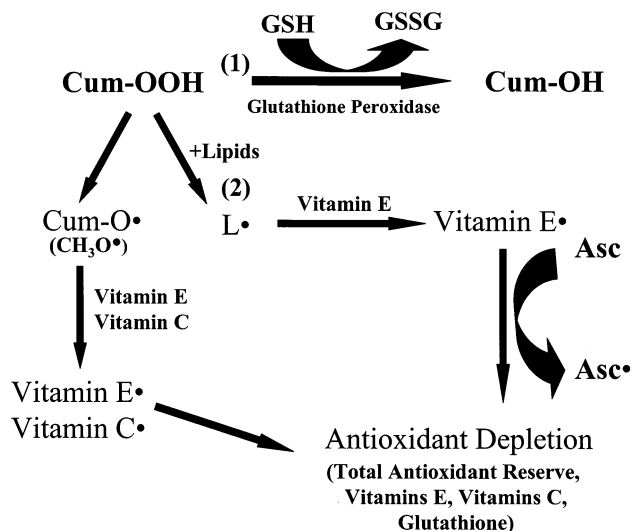 GSH
GSSG
Cum-OOH
(1)
Cum-OH
Glutathione Peroxidase
+Lipids
(2)
Cum-O•
(CH₃O•)
L•
Vitamin E
Vitamin E•
Asc
Vitamin E
Vitamin C
Asc•
Vitamin E•
Vitamin C•
Antioxidant Depletion
(Total Antioxidant Reserve,
Vitamins E, Vitamins C,
Glutathione)